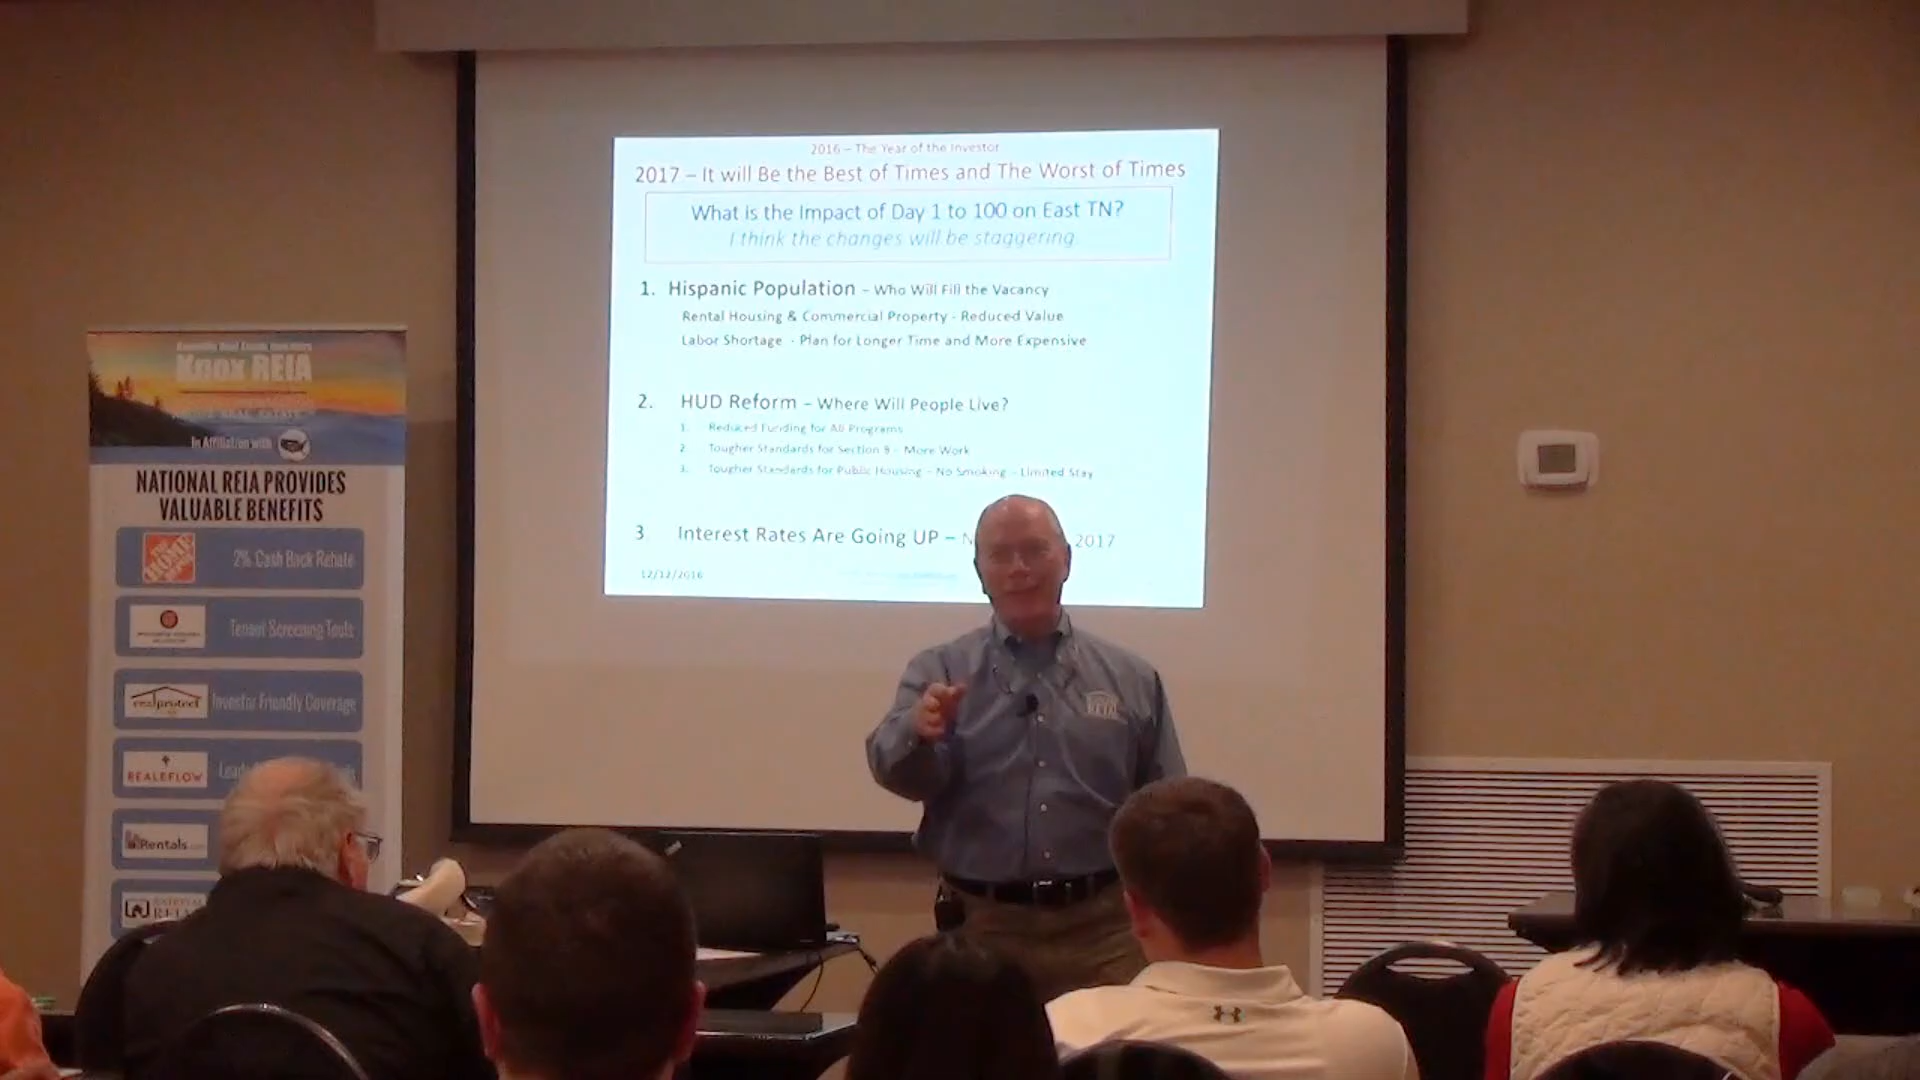 2016 – The Year of the Investor
2017 – It will Be the Best of Times and The Worst of Times
What is the Impact of Day 1 to 100 on East TN?
I think the changes will be staggering.
1. Hispanic Population – Who Will Fill the Vacancy
Rental Housing & Commercial Property - Reduced Value
Labor Shortage - Plan for Longer Time and More Expensive
2. HUD Reform – Where Will People Live?
1. Reduced Funding for All Programs
2. Tougher Standards for Section 8 – More Work
3. Tougher Standards for Public Housing – No Smoking – Limited Stay
3 Interest Rates Are Going UP – 2017
12/12/2016
Knox REIA
In Affiliation with
NATIONAL REIA PROVIDES
VALUABLE BENEFITS
THE HOME DEPOT
2% Cash Back Rebate
Tenant Screening Tools
realprotect
Investor Friendly Coverage
REALEFLOW
Rentals
NATIONAL
REIA
REIA